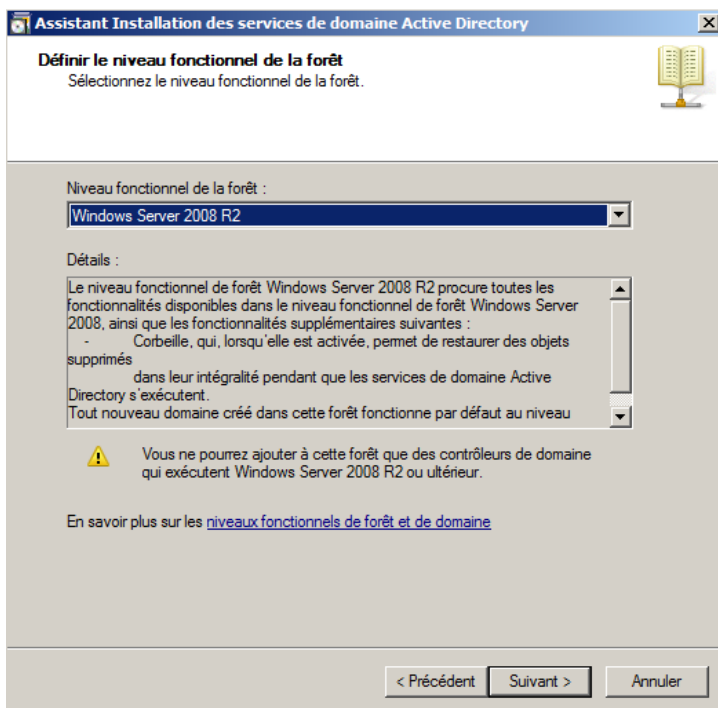 Assistant Installation des services de domaine Active Directory
Définir le niveau fonctionnel de la forêt
Sélectionnez le niveau fonctionnel de la forêt.
Niveau fonctionnel de la forêt :
Windows Server 2008 R2
Détails :
Le niveau fonctionnel de forêt Windows Server 2008 R2 procure toutes les
fonctionnalités disponibles dans le niveau fonctionnel de forêt Windows Server
2008, ainsi que les fonctionnalités supplémentaires suivantes :
- Corbeille, qui, lorsqu'elle est activée, permet de restaurer des objets
supprimés
dans leur intégralité pendant que les services de domaine Active
Directory s'exécutent.
Tout nouveau domaine créé dans cette forêt fonctionne par défaut au niveau
Vous ne pourrez ajouter à cette forêt que des contrôleurs de domaine
qui exécutent Windows Server 2008 R2 ou ultérieur.
En savoir plus sur les niveaux fonctionnels de forêt et de domaine
< Précédent Suivant > Annuler